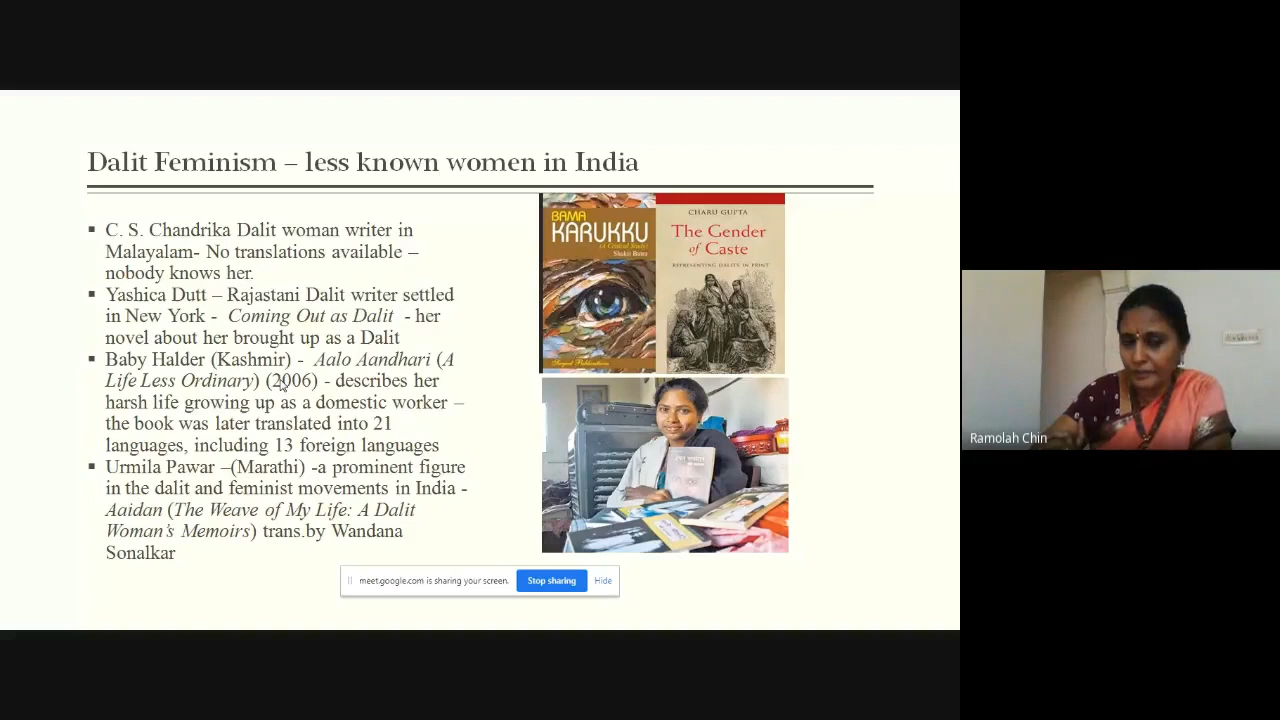 Dalit Feminism – less known women in India
▪ C. S. Chandrika Dalit woman writer in
Malayalam- No translations available –
nobody knows her.
▪ Yashica Dutt – Rajastani Dalit writer settled
in New York - Coming Out as Dalit - her
novel about her brought up as a Dalit
▪ Baby Halder (Kashmir) - Aalo Aandhari (A
Life Less Ordinary) (2006) - describes her
harsh life growing up as a domestic worker –
the book was later translated into 21
languages, including 13 foreign languages
▪ Urmila Pawar –(Marathi) -a prominent figure
in the dalit and feminist movements in India -
Aaidan (The Weave of My Life: A Dalit
Woman's Memoirs) trans.by Wandana
Sonalkar
BAMA
KARUKKU
(A Critical Study)
CHARU GUPTA
The Gender
of Caste
REPRESENTING DALITS IN PRINT
meet.google.com is sharing your screen.
Stop sharing
Hide
Ramolah Chin